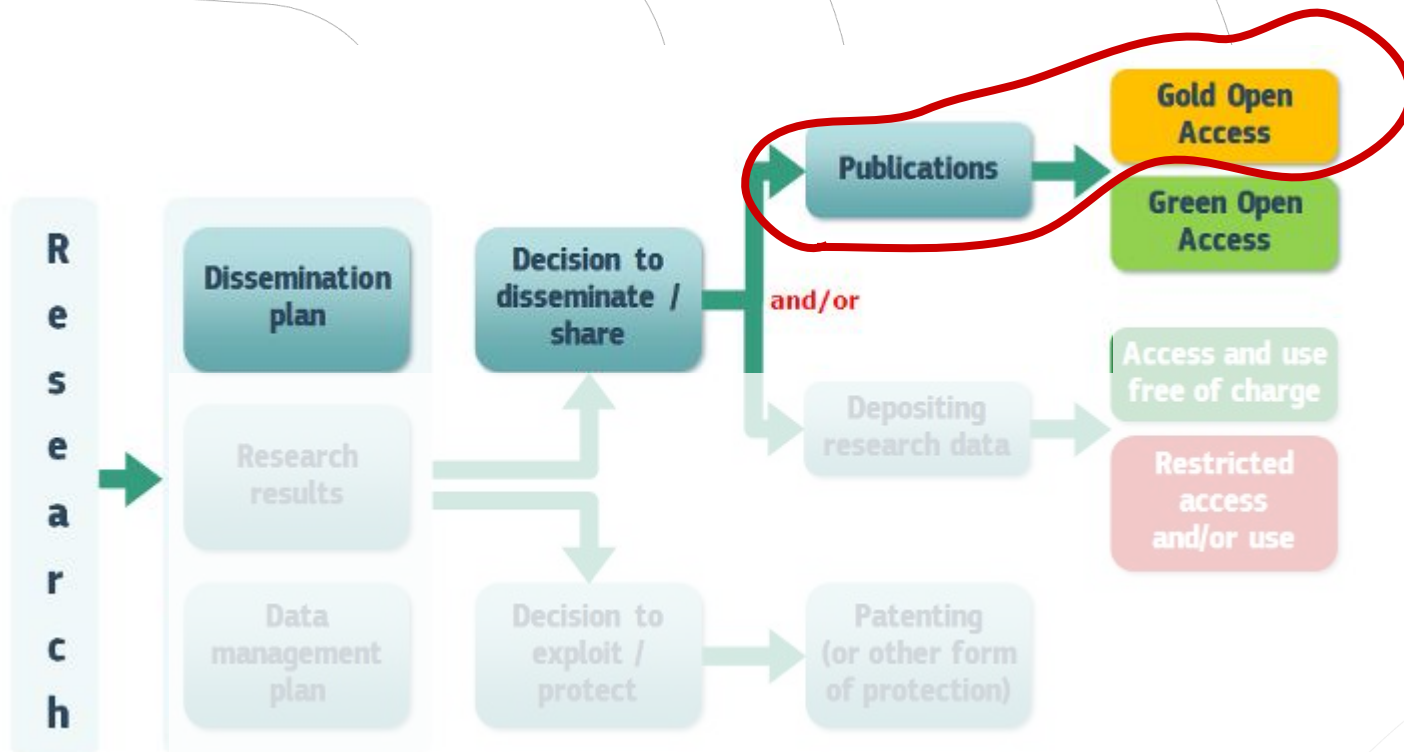 Research
Dissemination
plan
Research
results
Data
management
plan
Decision to
disseminate /
share
Decision to
exploit /
protect
and/or
Publications
Depositing
research data
Patenting
(or other form
of protection)
Gold Open
Access
Green Open
Access
Access and use
free of charge
Restricted
access
and/or use